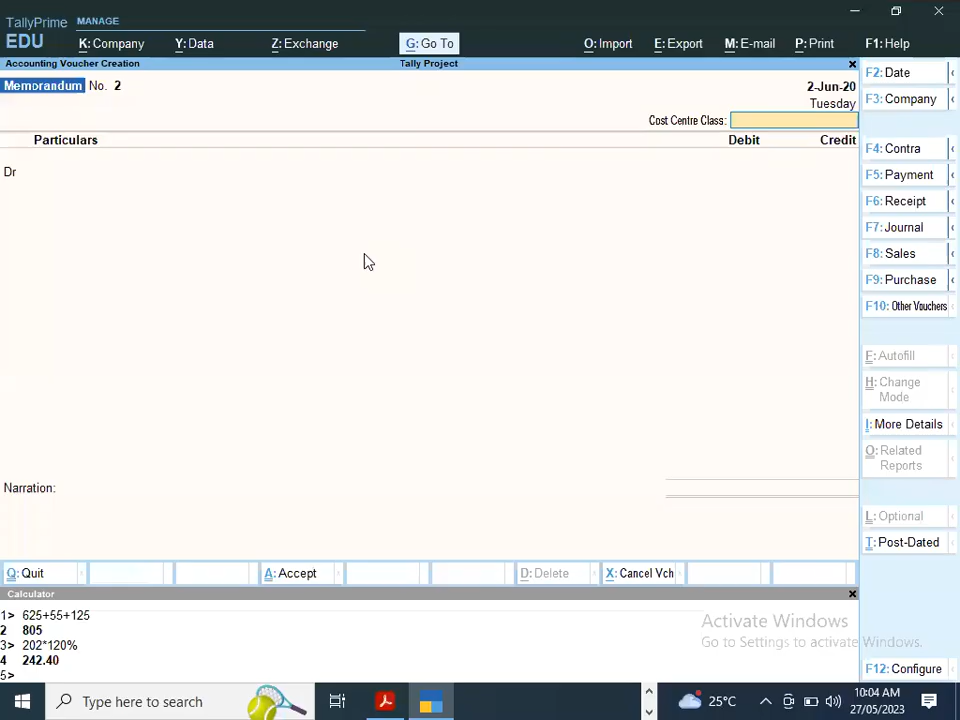 TallyPrime MANAGE
EDU K: Company Y: Data Z: Exchange G: Go To O: Import E: Export M: E-mail P: Print F1: Help
Accounting Voucher Creation Tally Project
Memorandum No. 2 2-Jun-20
Tuesday
Cost Centre Class:
Particulars Debit Credit
Dr
Narration:
F2: Date
F3: Company
F4: Contra
F5: Payment
F6: Receipt
F7: Journal
F8: Sales
F9: Purchase
F10: Other Vouchers
F: Autofill
H: Change
Mode
I: More Details
O: Related
Reports
L: Optional
T: Post-Dated
F12: Configure
Q: Quit A: Accept D: Delete X: Cancel Vch
Calculator
1> 625+55+125
2 805
3> 202*120%
4 242.40
5>
Activate Windows
Go to Settings to activate Windows.
Type here to search 25°C 10:04 AM
27/05/2023